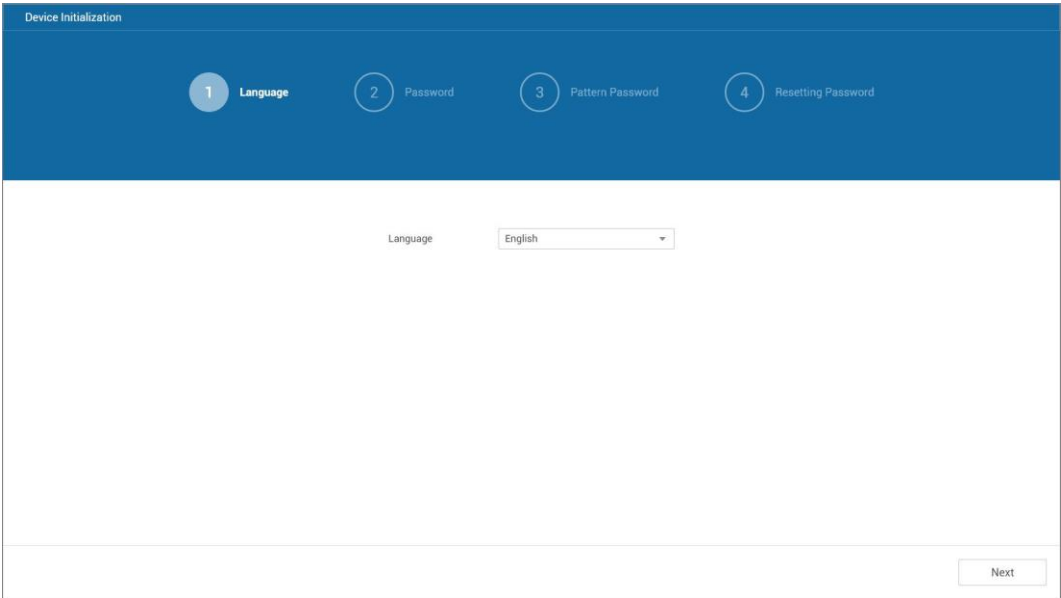 Device Initialization
1 Language 2 Password 3 Pattern Password 4 Resetting Password
Language English
Next